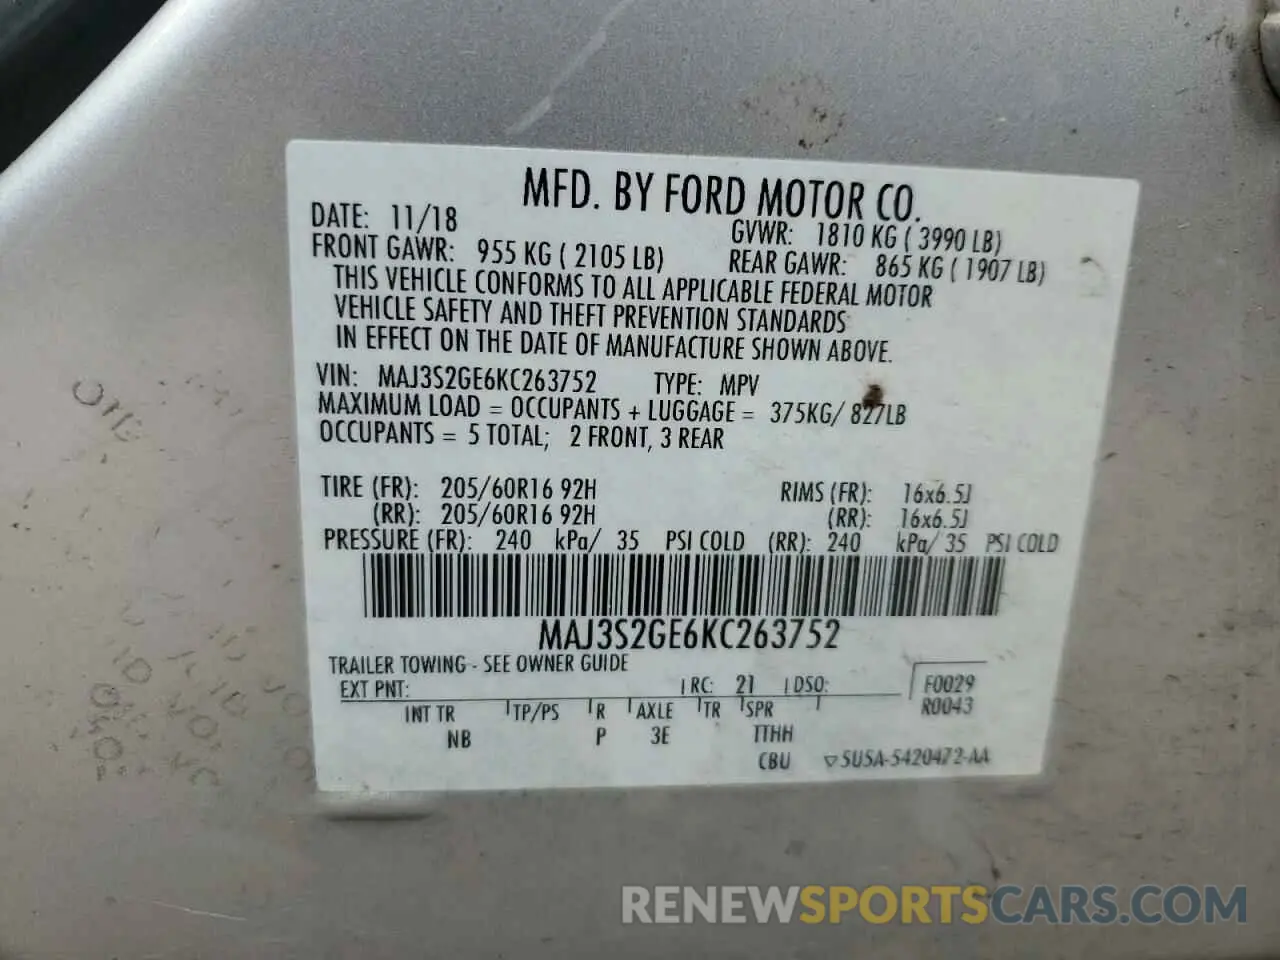 MFD. BY FORD MOTOR CO.
DATE: 11/18 GVWR: 1810 KG ( 3990 LB)
FRONT GAWR: 955 KG ( 2105 LB) REAR GAWR: 865 KG ( 1907 LB)
THIS VEHICLE CONFORMS TO ALL APPLICABLE FEDERAL MOTOR
VEHICLE SAFETY AND THEFT PREVENTION STANDARDS
IN EFFECT ON THE DATE OF MANUFACTURE SHOWN ABOVE.
VIN: MAJ3S2GE6KC263752 TYPE: MPV
MAXIMUM LOAD = OCCUPANTS + LUGGAGE = 375KG/ 827LB
OCCUPANTS = 5 TOTAL; 2 FRONT, 3 REAR
TIRE (FR): 205/60R16 92H RIMS (FR): 16x6.5J
(RR): 205/60R16 92H (RR): 16x6.5J
PRESSURE (FR): 240 kPa/ 35 PSI COLD (RR): 240 kPa/ 35 PSI COLD
MAJ3S2GE6KC263752
TRAILER TOWING - SEE OWNER GUIDE
EXT PNT: RC: 21 DSO: F0029
R0043
INT TR TP/PS R AXLE TR SPR
NB P 3E TTHH
CBU 5U5A-5420472-AA
RENEWSPORTSCARS.COM